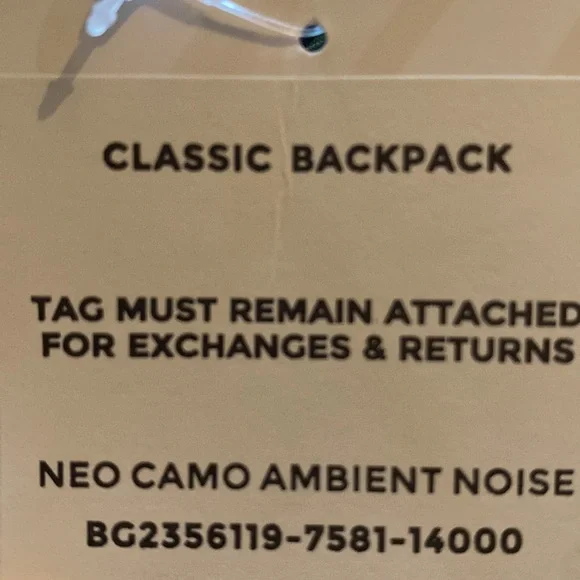 CLASSIC BACKPACK
TAG MUST REMAIN ATTACHED
FOR EXCHANGES & RETURNS
NEO CAMO AMBIENT NOISE
BG2356119-7581-14000